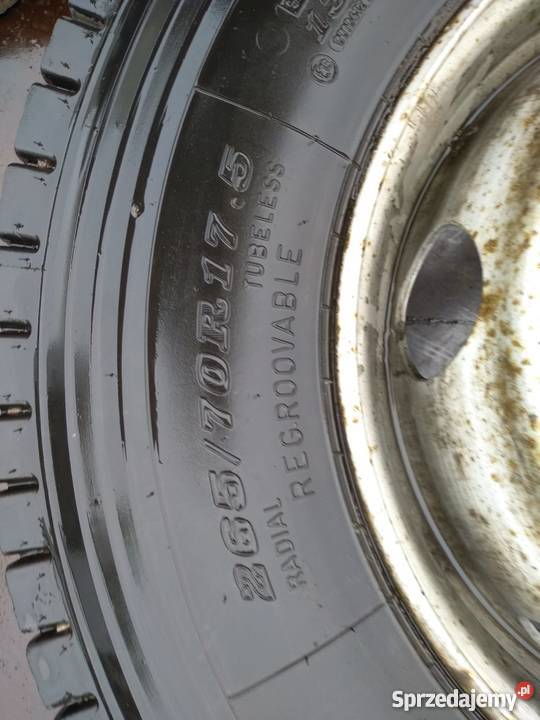 265/70R17.5
RADIAL TUBELESS
REGROOVABLE
Sprzedajemy.pl